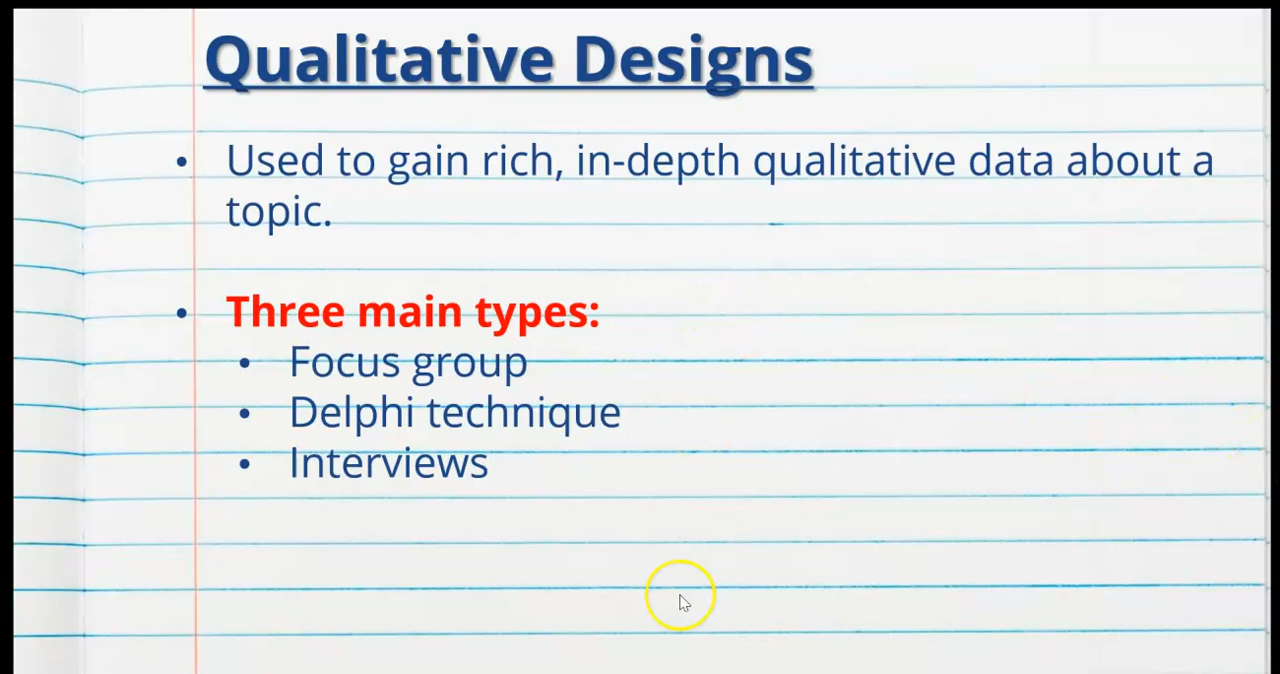 Qualitative Designs
• Used to gain rich, in-depth qualitative data about a
topic.
• Three main types:
• Focus group
• Delphi technique
• Interviews